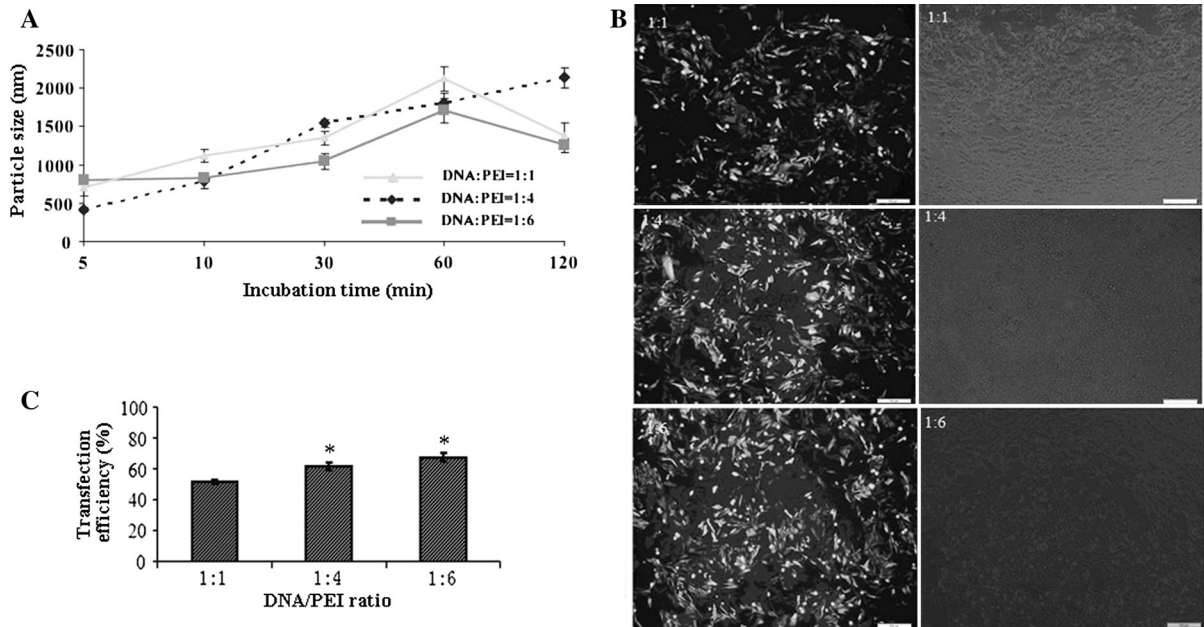 A
2500
2000
1500
1000
500
0
Particle size (nm)
5 10 30 60 120
Incubation time (min)
DNA:PEI=1:1
DNA:PEI=1:4
DNA:PEI=1:6
B
1:1
1:1
1:4
1:4
1:6
C
100
80
60
40
20
0
Transfection
efficiency (%)
* *
1:1 1:4 1:6
DNA/PEI ratio